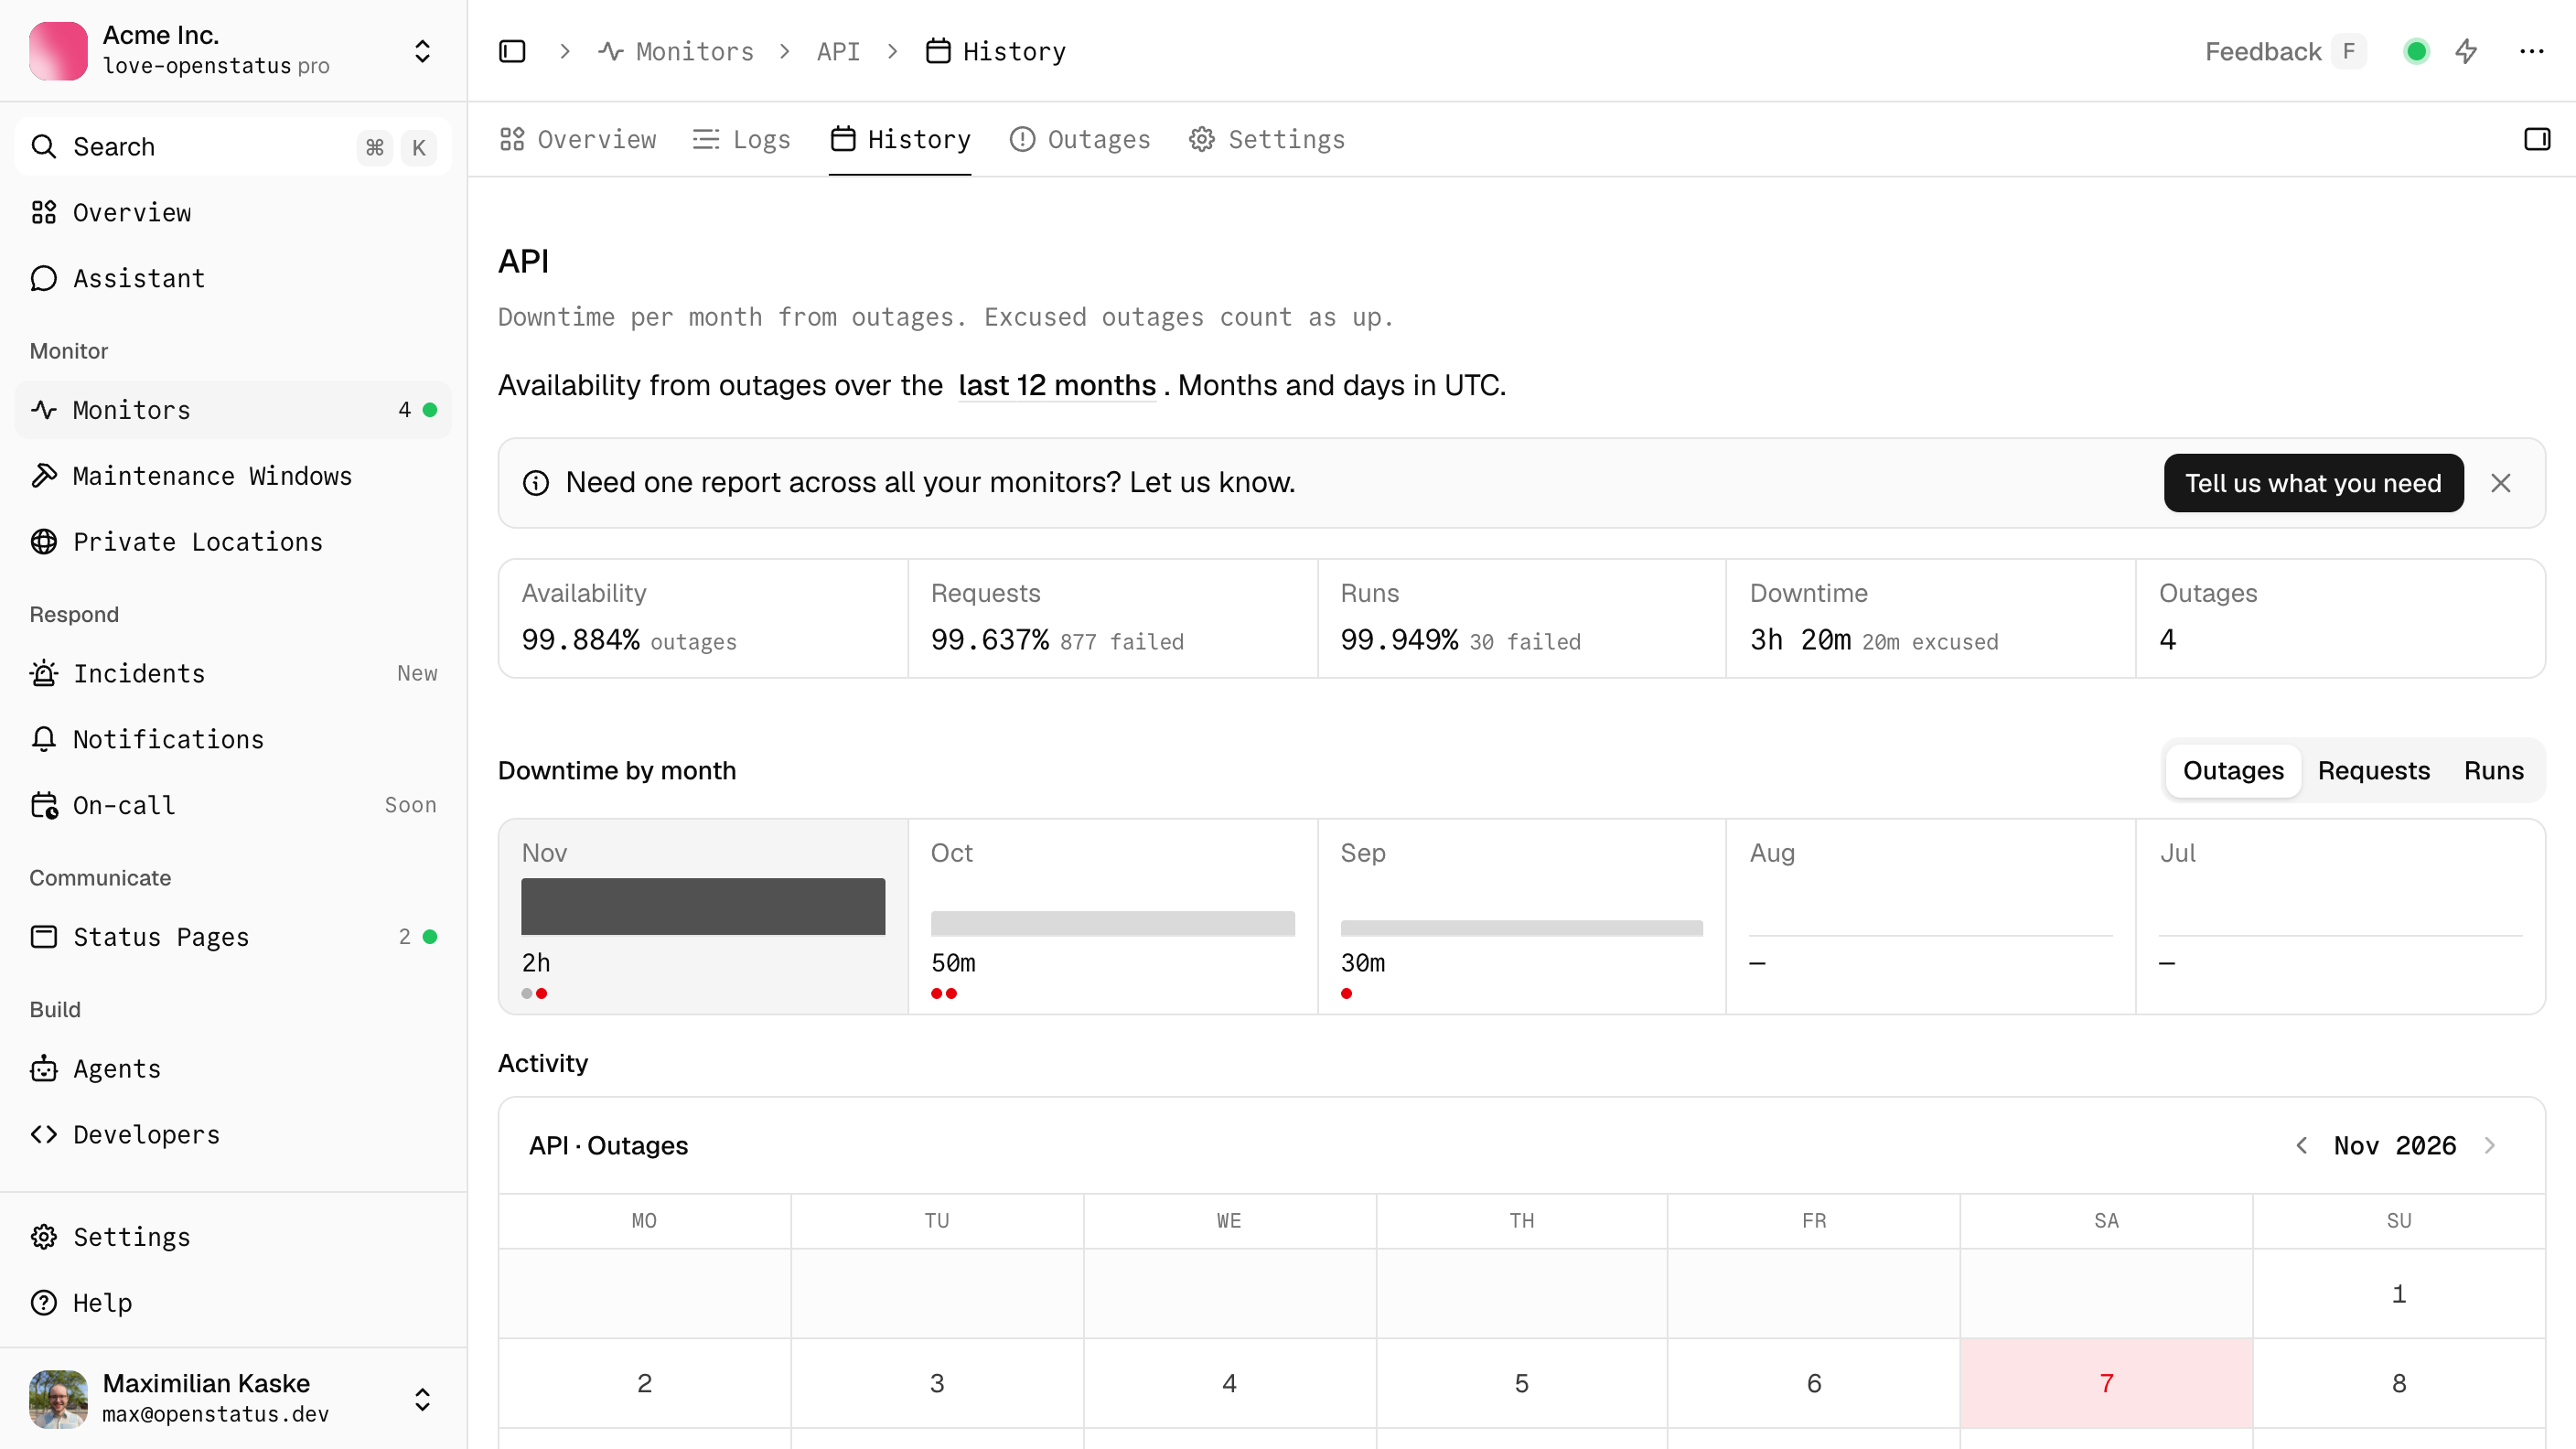 Acme Inc.
love-openstatus pro
Search ⌘ K
Overview
Assistant
Monitor
Monitors 4
Maintenance Windows
Private Locations
Respond
Incidents New
Notifications
On-call Soon
Communicate
Status Pages 2
Build
Agents
Developers
Settings
Help
Maximilian Kaske
max@openstatus.dev
Monitors API History
Feedback F
Overview Logs History Outages Settings
API
Downtime per month from outages. Excused outages count as up.
Availability from outages over the last 12 months . Months and days in UTC.
Need one report across all your monitors? Let us know.
Tell us what you need
Availability Requests Runs Downtime Outages
99.884% outages 99.637% 877 failed 99.949% 30 failed 3h 20m 20m excused 4
Downtime by month
Outages Requests Runs
Nov Oct Sep Aug Jul
2h 50m 30m — —
Activity
API · Outages
Nov 2026
MO TU WE TH FR SA SU
1
2 3 4 5 6 7 8